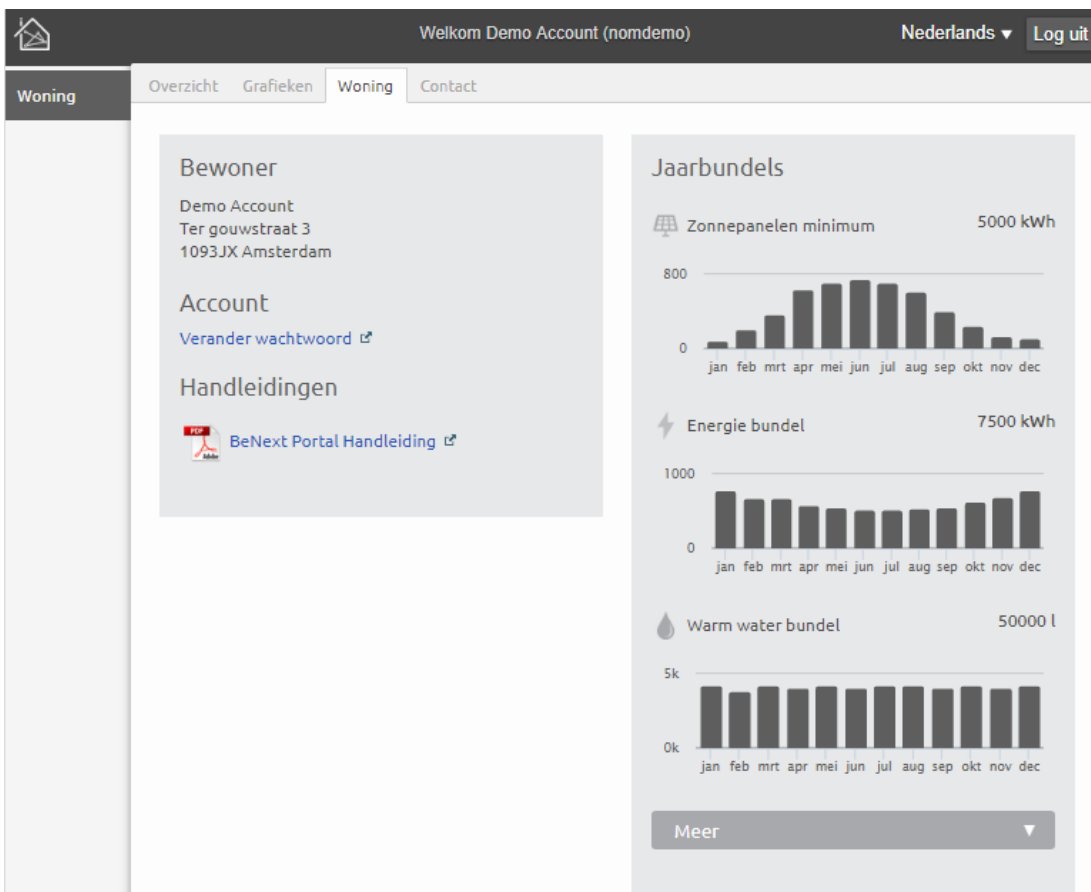 Welkom Demo Account (nomdemo)
Nederlands ▼
Log uit
Woning
Overzicht Grafieken Woning Contact
Bewoner
Demo Account
Ter gouwstraat 3
1093JX Amsterdam
Account
Verander wachtwoord
Handleidingen
PDF
Adobe
BeNext Portal Handleiding
Jaarbundels
Zonnepanelen minimum 5000 kWh
800
0
jan feb mrt apr mei jun jul aug sep okt nov dec
Energie bundel 7500 kWh
1000
0
jan feb mrt apr mei jun jul aug sep okt nov dec
Warm water bundel 50000 l
5k
0k
jan feb mrt apr mei jun jul aug sep okt nov dec
Meer ▼